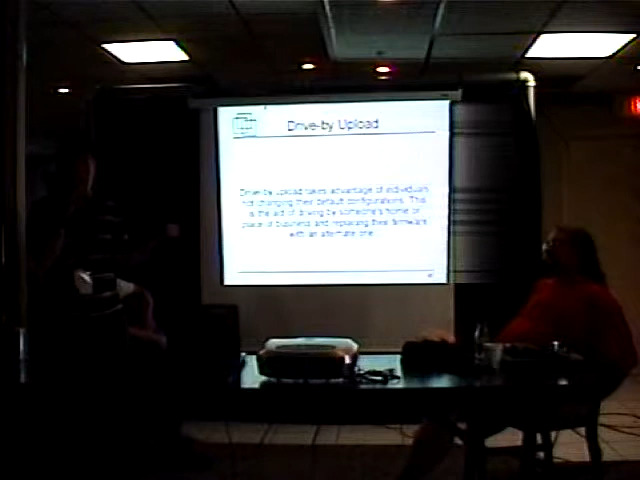 Drive-by Upload
Drive-by upload takes advantage of individuals
not changing their default configurations. This
is the act of driving by someone's home or
place of business and replacing their firmware
with an alternate one.